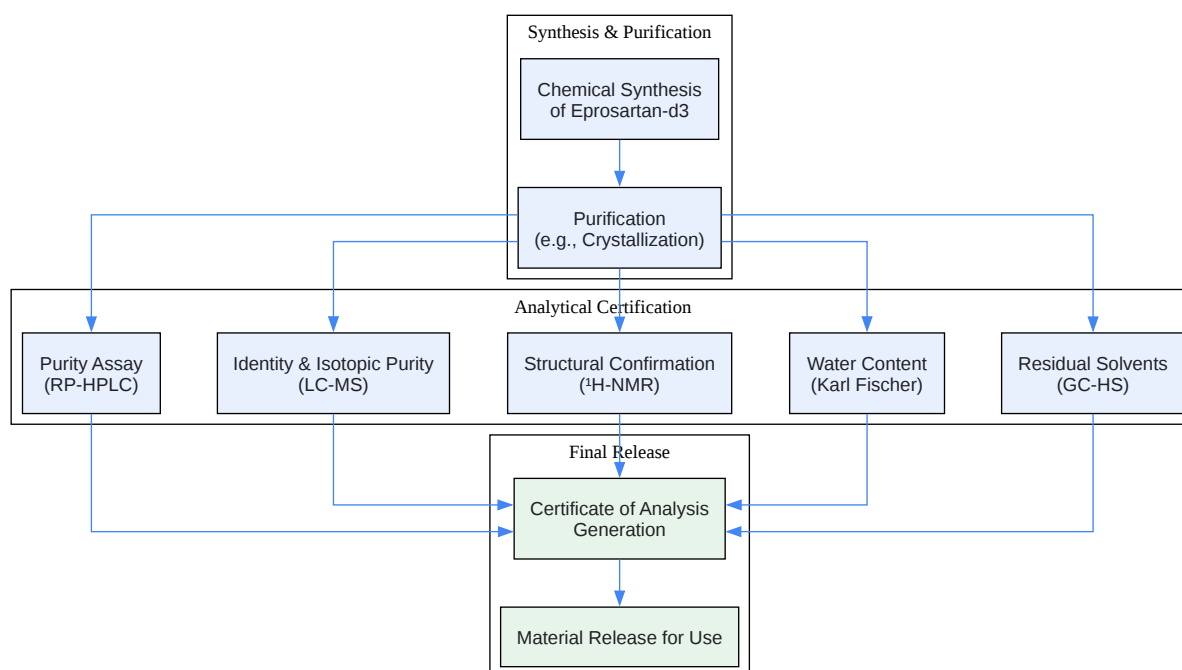 Synthesis & Purification
Chemical Synthesis
of Eprosartan-d3
Purification
(e.g., Crystallization)
Analytical Certification
Purity Assay
(RP-HPLC)
Identity & Isotopic Purity
(LC-MS)
Structural Confirmation
(¹H-NMR)
Water Content
(Karl Fischer)
Residual Solvents
(GC-HS)
Final Release
Certificate of Analysis
Generation
Material Release for Use